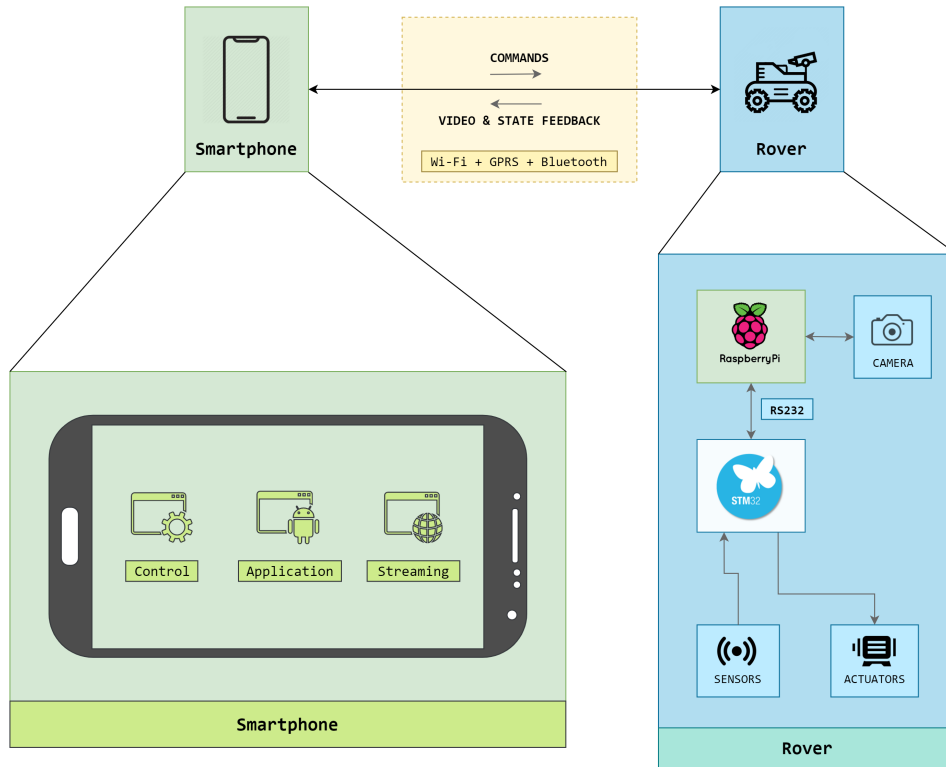 COMMANDS
VIDEO & STATE FEEDBACK
Wi-Fi + GPRS + Bluetooth
Smartphone
Rover
RaspberryPi
CAMERA
RS232
STM32
Control
Application
Streaming
SENSORS
ACTUATORS
Smartphone
Rover